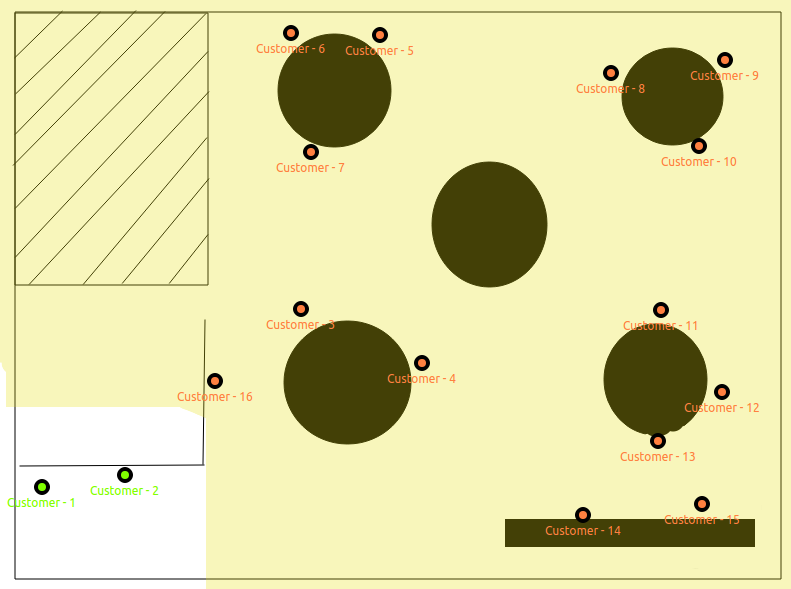 Customer - 6
Customer - 5
Customer - 8
Customer - 9
Customer - 7
Customer - 10
Customer - 3
Customer - 11
Customer - 4
Customer - 16
Customer - 12
Customer - 13
Customer - 2
Customer - 1
Customer - 15
Customer - 14